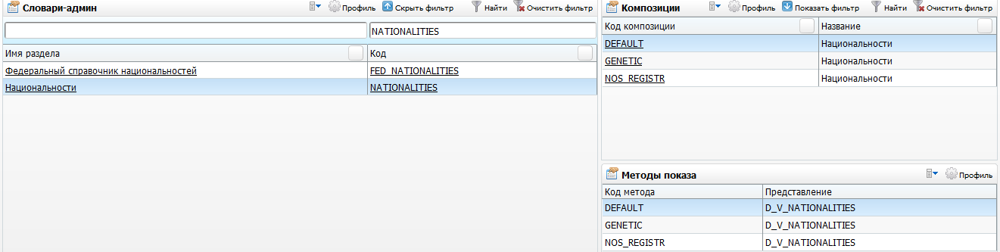 Словари-админ Профиль Скрыть фильтр Найти Очистить фильтр
NATIONALITIES
Имя раздела Код
Федеральный справочник национальностей FED_NATIONALITIES
Национальности NATIONALITIES
Композиции Профиль Показать фильтр Найти Очистить фильтр
Код композиции Название
DEFAULT Национальности
GENETIC Национальности
NOS_REGISTR Национальности
Методы показа Профиль
Код метода Представление
DEFAULT D_V_NATIONALITIES
GENETIC D_V_NATIONALITIES
NOS_REGISTR D_V_NATIONALITIES